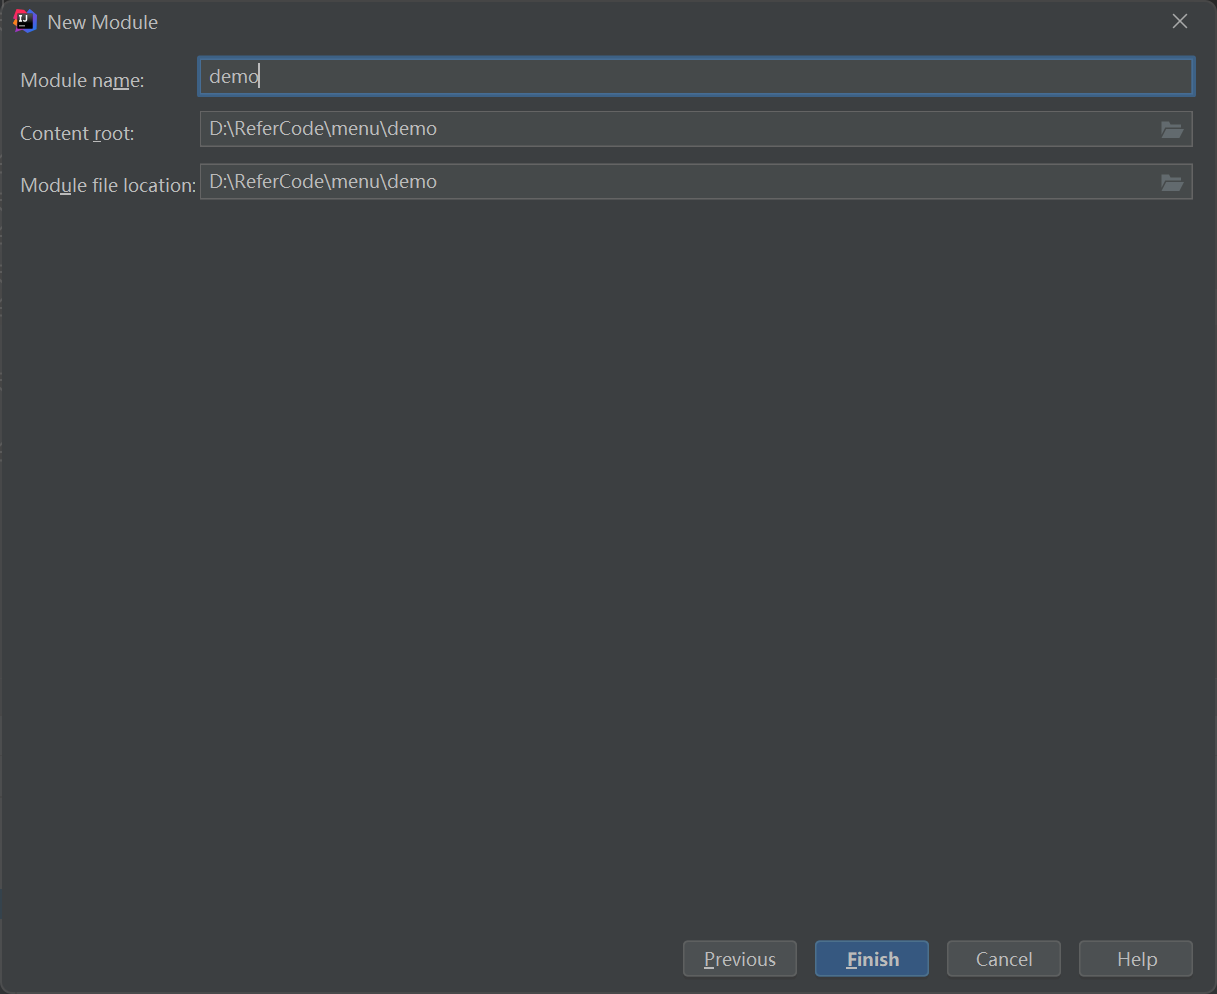 New Module
Module name: demo
Content root: D:\ReferCode\menu\demo
Module file location: D:\ReferCode\menu\demo
Previous Finish Cancel Help